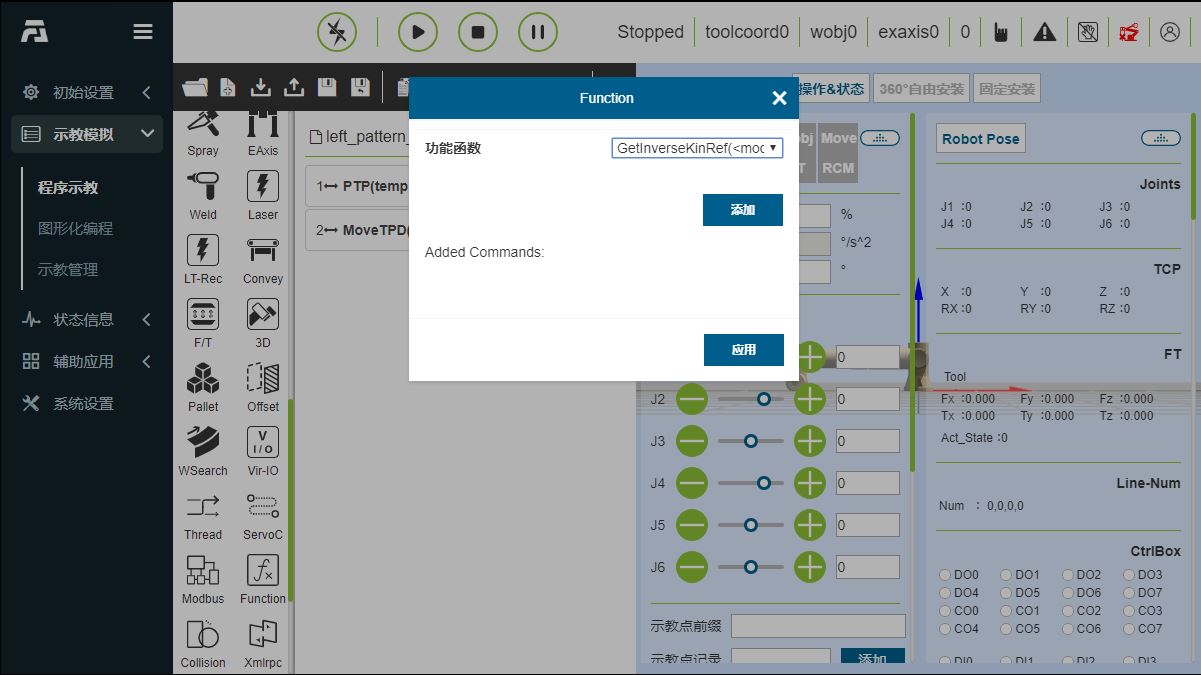 Stopped
toolcoord0
wobj0
exaxis0
0
初始设置
示教模拟
程序示教
图形化编程
示教管理
状态信息
辅助应用
系统设置
Spray
EAxis
Weld
Laser
LT-Rec
Convey
F/T
3D
Pallet
Offset
WSearch
V
I/O
Vir-IO
Thread
ServoC
Modbus
Function
Collision
Xmlrpc
left_pattern_
1 PTP(temp
2 MoveTPD(
Function
功能函数
GetInverseKinRef(<moc
添加
Added Commands:
应用
操作&状态
360°自由安装
固定安装
bj
T
Move
RCM
%
°/s^2
°
0
J2 0
J3 0
J4 0
J5 0
J6 0
示教点前缀
示教点记录
添加
Robot Pose
Joints
J1 :0 J2 :0 J3 :0
J4 :0 J5 :0 J6 :0
TCP
X :0 Y :0 Z :0
RX :0 RY :0 RZ :0
FT
Tool
Fx :0.000 Fy :0.000 Fz :0.000
Tx :0.000 Ty :0.000 Tz :0.000
Act_State :0
Line-Num
Num : 0,0,0,0
CtrlBox
DO0 DO1 DO2 DO3
DO4 DO5 DO6 DO7
CO0 CO1 CO2 CO3
CO4 CO5 CO6 CO7
DI0 DI1 DI2 DI3